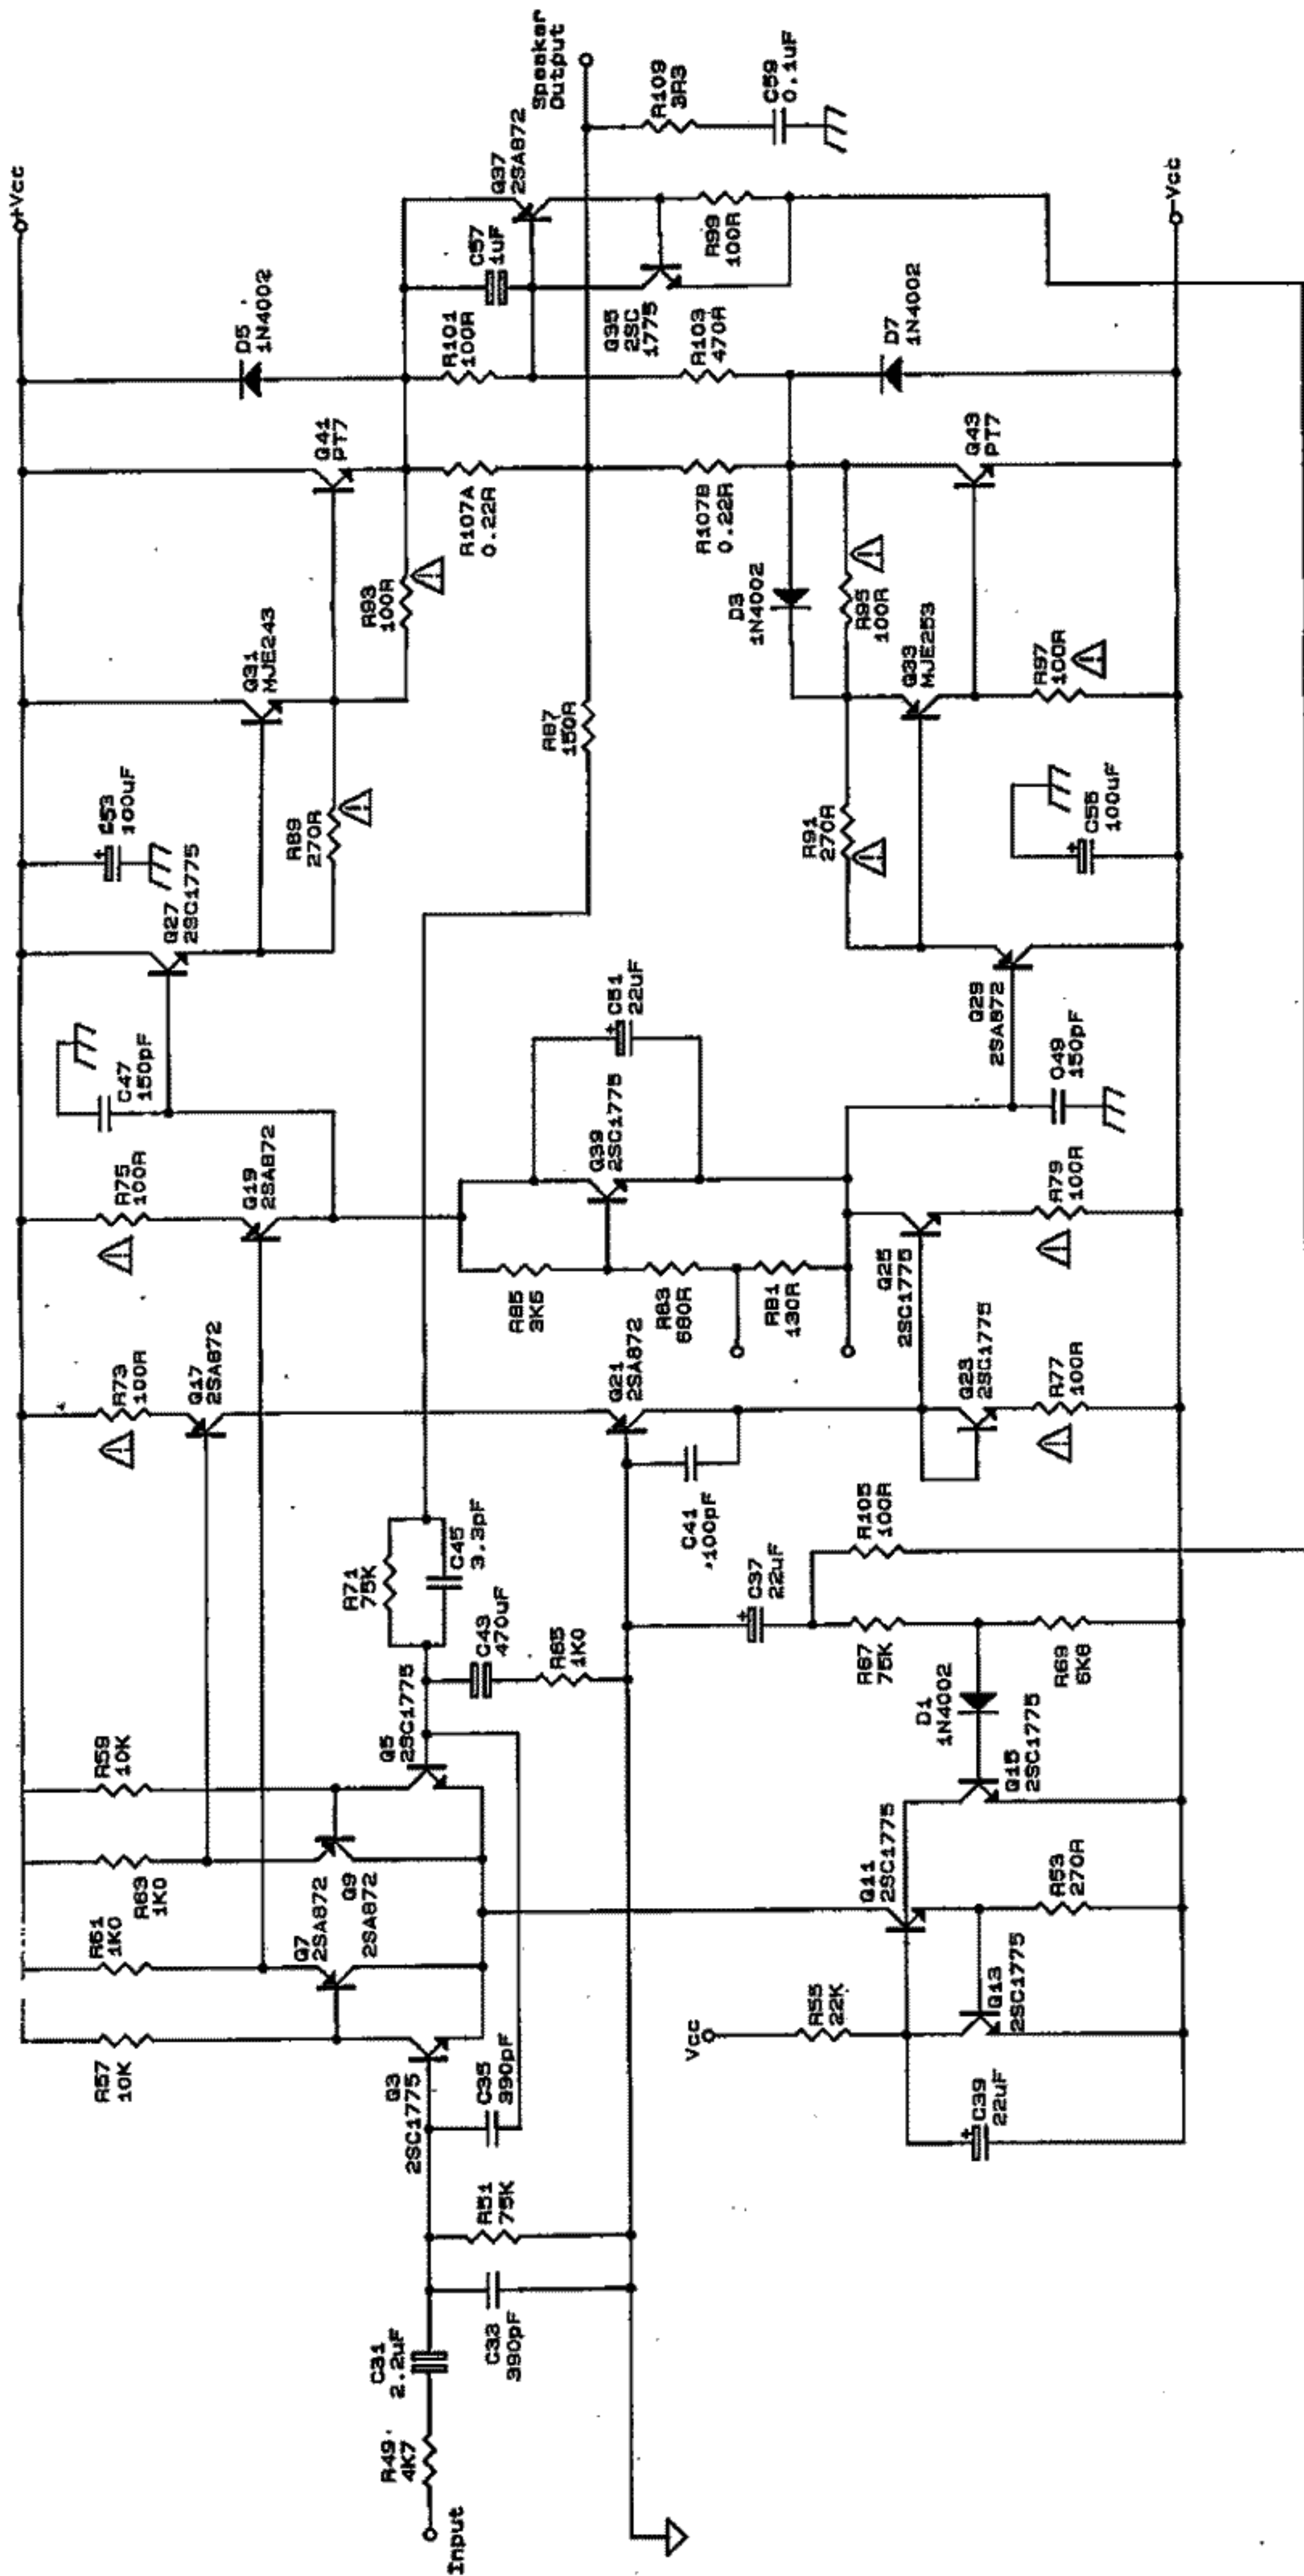 +Vcc
D5
1N4002
Speaker
Output
Q41
PT7
Q31
MJE243
C53
100uF
Q27
2SC1775
C47
150pF
R75
100R
Q19
2SA872
R73
100R
Q17
2SA872
R59
10K
R63
1K0
R61
1K0
R57
10K
R89
270R
R93
100R
R101
100R
C57
1uF
Q37
2SA872
R107A
0.22R
R109
3R3
C59
0.1uF
R71
75K
C45
3.3pF
C43
470uF
R65
1K0
Q5
2SC1775
Q9
2SA872
Q7
2SA872
Q3
2SC1775
C35
390pF
C31
2.2uF
R49
4K7
Input
R51
75K
C33
390pF
R87
150R
C51
22uF
Q39
2SC1775
R85
R83
680R
R81
130R
Q21
2SA872
C41
100pF
Q35
2SC
1775
R99
100R
R103
470R
R107B
0.22R
D3
1N4002
R95
100R
D7
1N4002
Q43
PT7
Q33
MJE253
R97
100R
R91
270R
C55
100uF
Q29
2SA872
C49
150pF
Q25
2SC1775
R79
100R
Q23
2SC1775
R77
100R
R105
100R
C37
22uF
R67
75K
R69
D1
1N4002
Q15
2SC1775
Q11
2SC1775
R53
270R
Q13
2SC1775
R55
22K
Vcc
C39
22uF
-Vcc